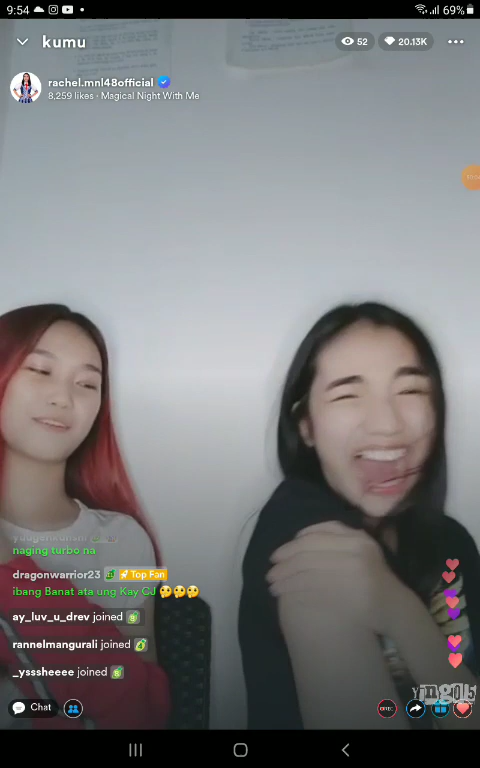 9:54
69%
kumu
52
20.13K
rachel.mnl48official
8,259 likes · Magical Night With Me
naging turbo na
dragonwarrior23 Top Fan
ibang Banat ata ung Kay CJ 🤔🤔🤔
ay_luv_u_drev joined
rannelmangurali joined
_ysssheeee joined
Chat